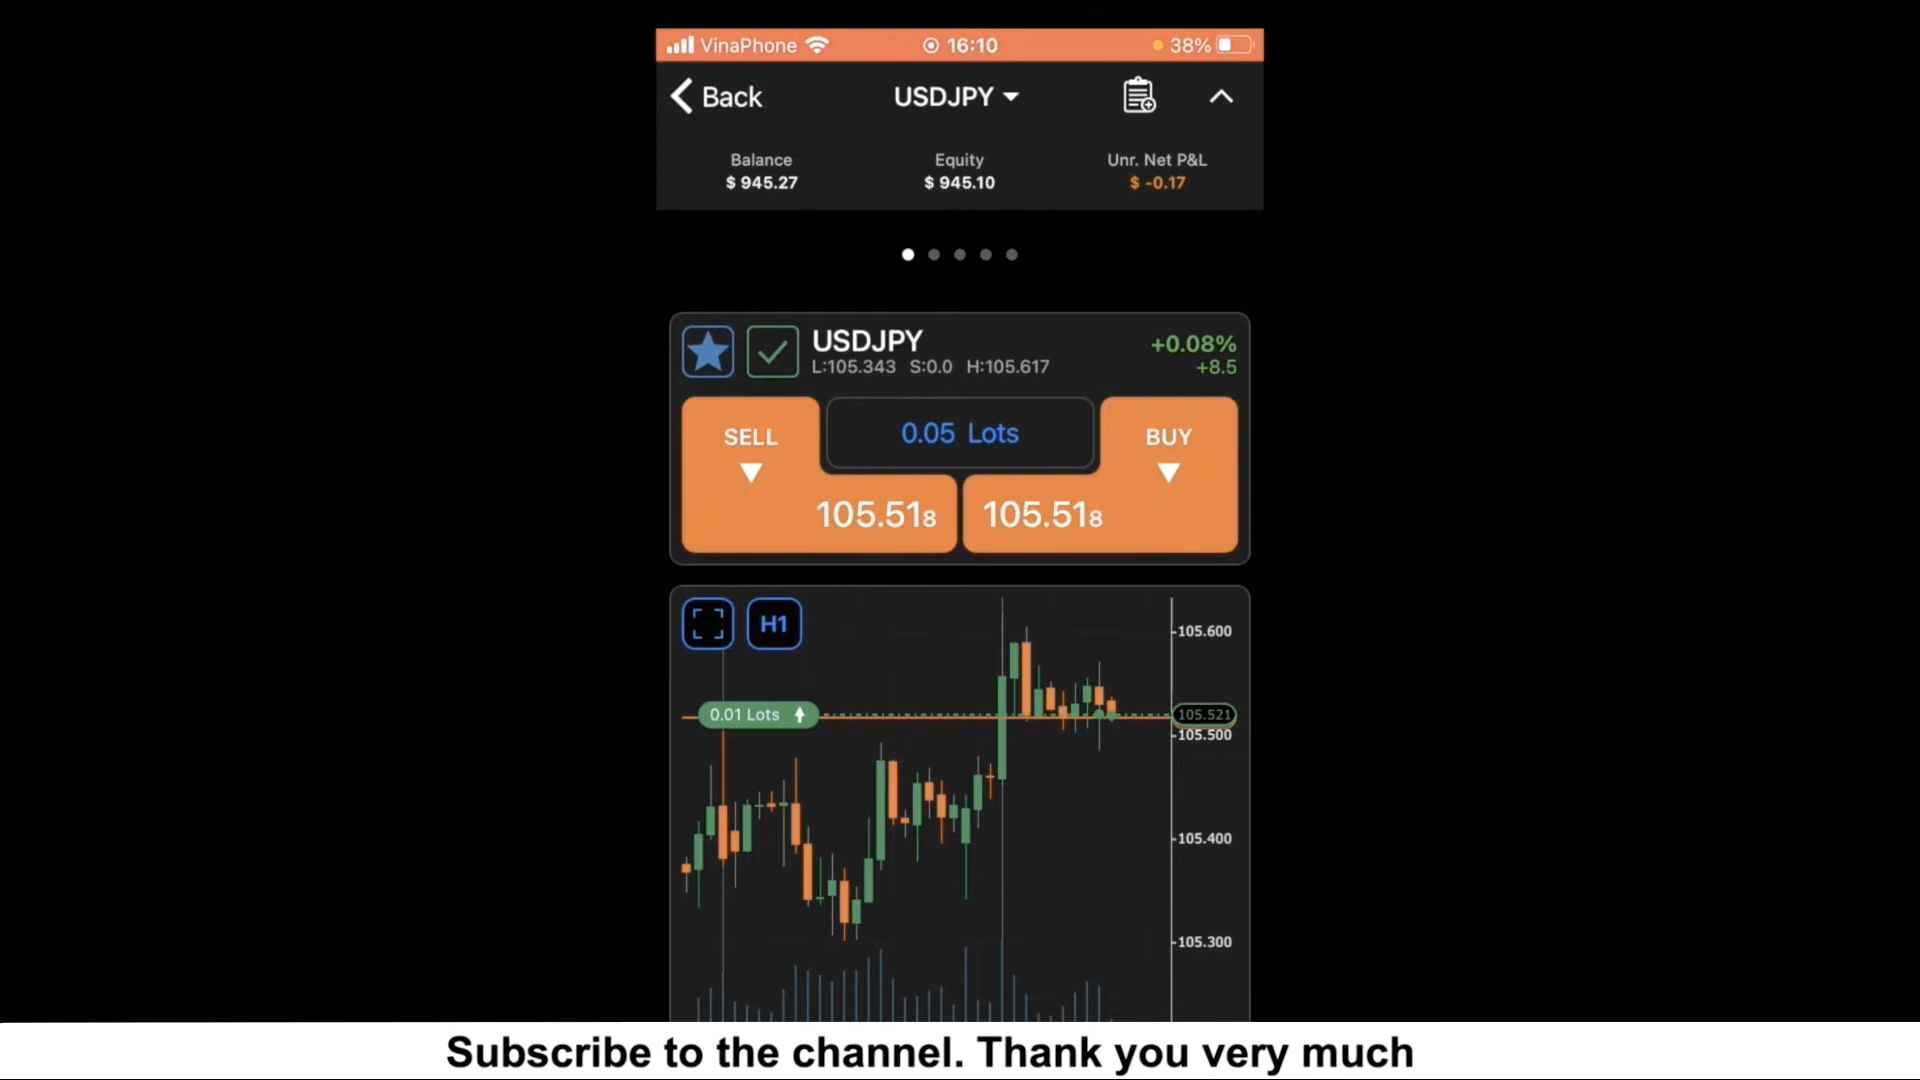 VinaPhone 16:10 38%
Back USDJPY
Balance Equity Unr. Net P&L
$ 945.27 $ 945.10 $ -0.17
USDJPY +0.08%
L:105.343 S:0.0 H:105.617 +8.5
SELL 0.05 Lots BUY
105.518 105.518
H1
105.600
0.01 Lots 105.521
105.500
105.400
105.300
Subscribe to the channel. Thank you very much